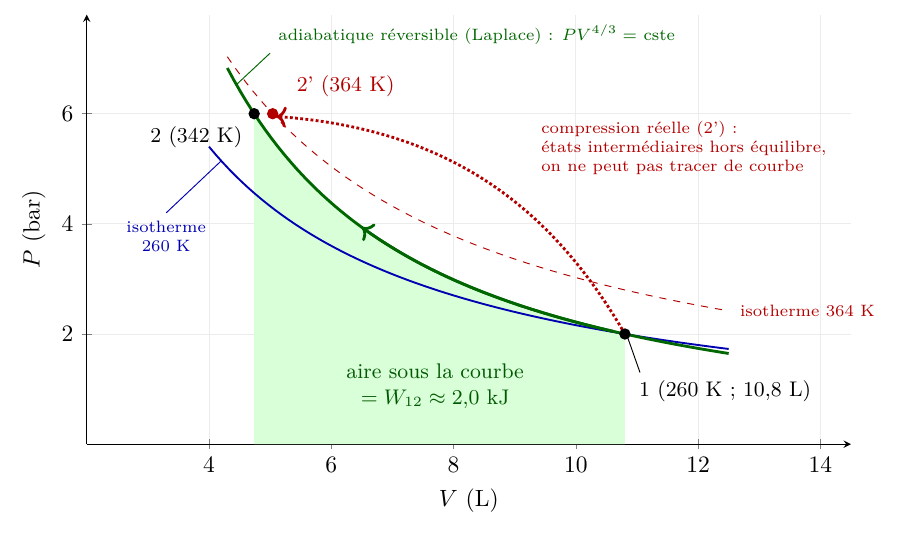 adiabatique réversible (Laplace) : PV^{4/3} = cste
2' (364 K)
2 (342 K)
compression réelle (2') :
états intermédiaires hors équilibre,
on ne peut pas tracer de courbe
isotherme
260 K
isotherme 364 K
aire sous la courbe
= W_{12} ≈ 2,0 kJ
1 (260 K ; 10,8 L)
P (bar)
6
4
2
4 6 8 10 12 14
V (L)